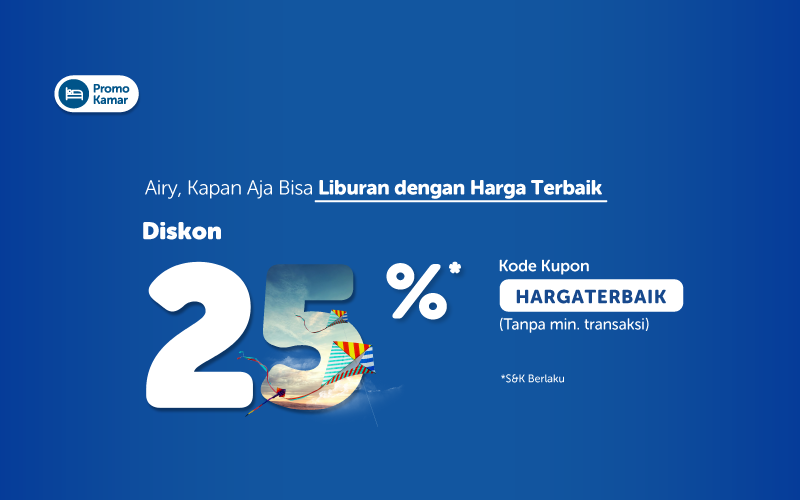 Promo
Kamar
Airy, Kapan Aja Bisa Liburan dengan Harga Terbaik
Diskon
25%*
Kode Kupon
HARGATERBAIK
(Tanpa min. transaksi)
*S&K Berlaku